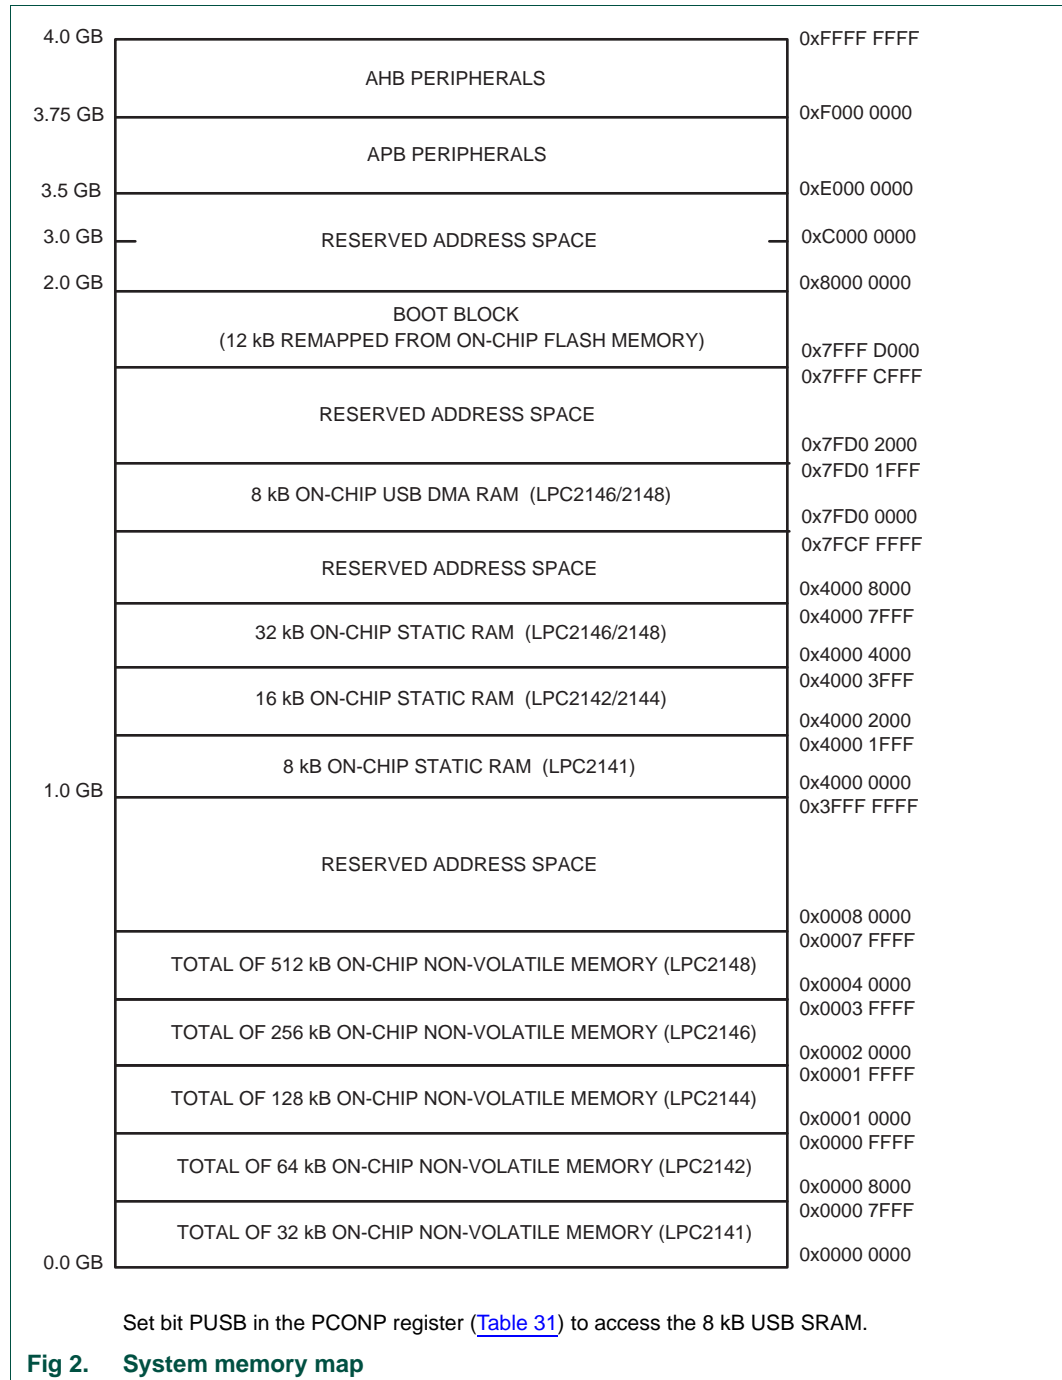 4.0 GB
0xFFFF FFFF
AHB PERIPHERALS
3.75 GB
0xF000 0000
APB PERIPHERALS
3.5 GB
0xE000 0000
3.0 GB
RESERVED ADDRESS SPACE
0xC000 0000
2.0 GB
0x8000 0000
BOOT BLOCK
(12 kB REMAPPED FROM ON-CHIP FLASH MEMORY)
0x7FFF D000
0x7FFF CFFF
RESERVED ADDRESS SPACE
0x7FD0 2000
0x7FD0 1FFF
8 kB ON-CHIP USB DMA RAM (LPC2146/2148)
0x7FD0 0000
0x7FCF FFFF
RESERVED ADDRESS SPACE
0x4000 8000
0x4000 7FFF
32 kB ON-CHIP STATIC RAM (LPC2146/2148)
0x4000 4000
0x4000 3FFF
16 kB ON-CHIP STATIC RAM (LPC2142/2144)
0x4000 2000
0x4000 1FFF
8 kB ON-CHIP STATIC RAM (LPC2141)
0x4000 0000
1.0 GB
0x3FFF FFFF
RESERVED ADDRESS SPACE
0x0008 0000
0x0007 FFFF
TOTAL OF 512 kB ON-CHIP NON-VOLATILE MEMORY (LPC2148)
0x0004 0000
0x0003 FFFF
TOTAL OF 256 kB ON-CHIP NON-VOLATILE MEMORY (LPC2146)
0x0002 0000
0x0001 FFFF
TOTAL OF 128 kB ON-CHIP NON-VOLATILE MEMORY (LPC2144)
0x0001 0000
0x0000 FFFF
TOTAL OF 64 kB ON-CHIP NON-VOLATILE MEMORY (LPC2142)
0x0000 8000
0x0000 7FFF
TOTAL OF 32 kB ON-CHIP NON-VOLATILE MEMORY (LPC2141)
0.0 GB
0x0000 0000
Set bit PUSB in the PCONP register (Table 31) to access the 8 kB USB SRAM.
Fig 2. System memory map